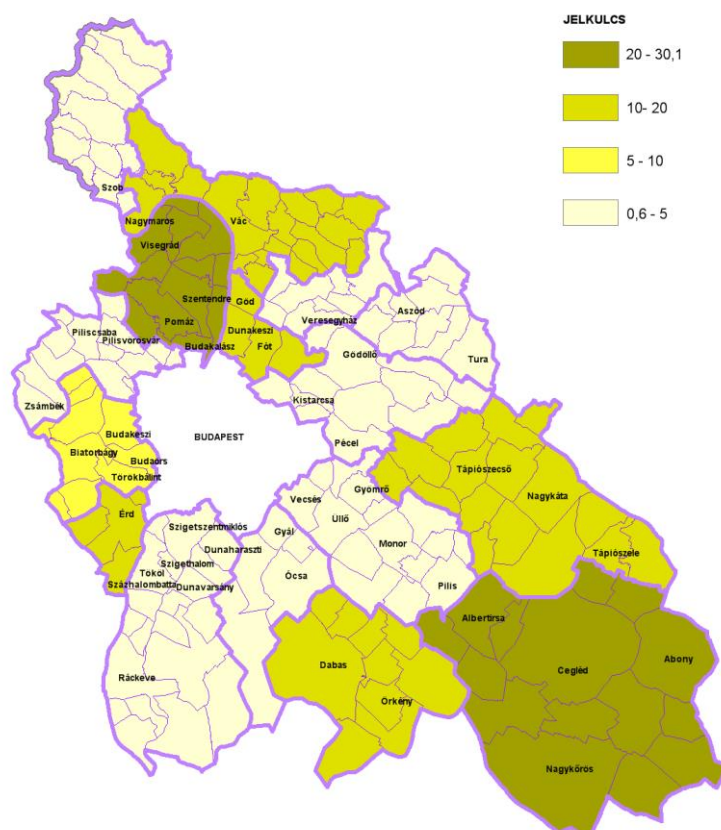 JELKULCS
20 - 30,1
10- 20
5 - 10
0,6 - 5
Szob
Nagymaros
Vác
Visegrád
Szentendre
Göd
Pomáz
Dunakeszi
Budakalász
Fót
Veresegyház
Aszód
Gödöllő
Tura
Piliscsaba
Pilisvorosvár
Zsámbék
Kistarcsa
Budakeszi
BUDAPEST
Pécel
Biatorbágy
Budaörs
Törökbálint
Tápiószecső
Gyomrő
Vecsés
Nagykáta
Érd
Üllő
Szigetszentmiklós
Gyál
Dunaharaszti
Monor
Tápiószele
Szigethalom
Tököl
Ócsa
Százhalombatta
Dunavarsány
Pilis
Albertirsa
Dabas
Cegléd
Abony
Ráckeve
Örkény
Nagykőrös